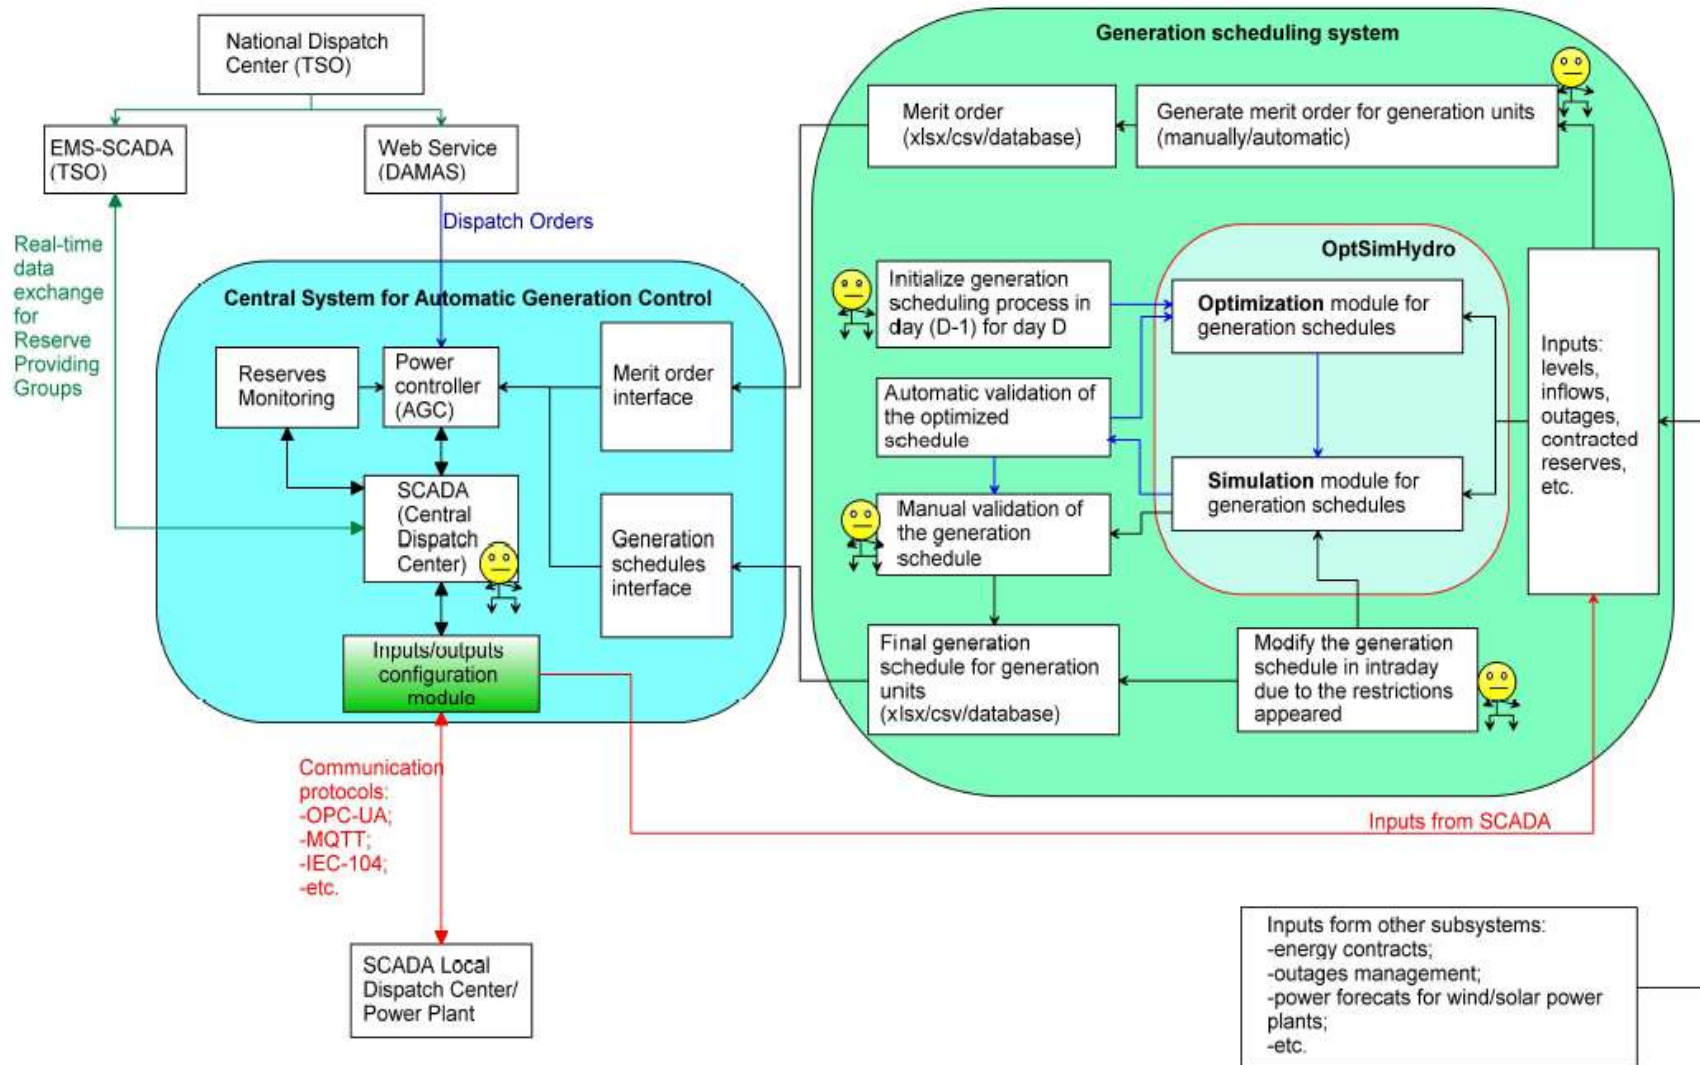 National Dispatch
Center (TSO)
EMS-SCADA
(TSO)
Web Service
(DAMAS)
Dispatch Orders
Real-time
data
exchange
for
Reserve
Providing
Groups
Central System for Automatic Generation Control
Reserves
Monitoring
Power
controller
(AGC)
Merit order
interface
SCADA
(Central
Dispatch
Center)
Generation
schedules
interface
Inputs/outputs
configuration
module
Communication
protocols:
-OPC-UA;
-MQTT;
-IEC-104;
-etc.
SCADA Local
Dispatch Center/
Power Plant
Generation scheduling system
Merit order
(xlsx/csv/database)
Generate merit order for generation units
(manually/automatic)
OptSimHydro
Initialize generation
scheduling process in
day (D-1) for day D
Optimization module for
generation schedules
Automatic validation of
the optimized
schedule
Simulation module for
generation schedules
Manual validation of
the generation
schedule
Inputs:
levels,
inflows,
outages,
contracted
reserves,
etc.
Final generation
schedule for generation
units
(xlsx/csv/database)
Modify the generation
schedule in intraday
due to the restrictions
appeared
Inputs from SCADA
Inputs form other subsystems:
-energy contracts;
-outages management;
-power forecats for wind/solar power
plants;
-etc.